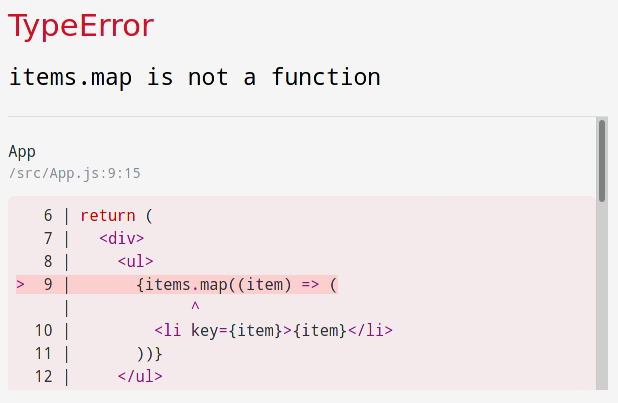 TypeError
items.map is not a function
App
/src/App.js:9:15
6 | return (
7 |   <div>
8 |     <ul>
> 9 |       {items.map((item) => (
|             ^
10 |         <li key={item}>{item}</li>
11 |       ))}
12 |     </ul>